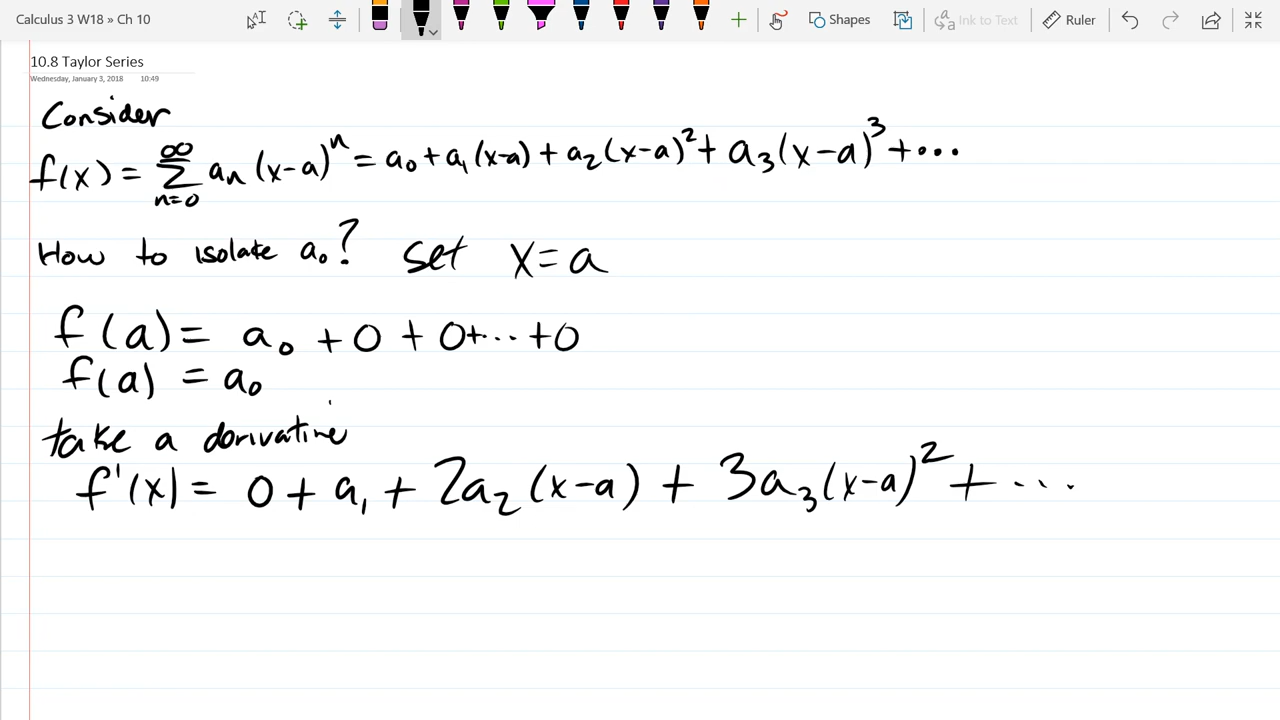 Calculus 3 W18 » Ch 10
Shapes
Ink to Text
Ruler
10.8 Taylor Series
Wednesday, January 3, 2018 10:49
Consider
f(x) = ∑_{n=0}^{∞} a_n (x-a)^n = a_0 + a_1 (x-a) + a_2 (x-a)^2 + a_3 (x-a)^3 + ...
How to isolate a_0? set x = a
f(a) = a_0 + 0 + 0 + ... + 0
f(a) = a_0
take a derivative
f'(x) = 0 + a_1 + 2a_2 (x-a) + 3a_3 (x-a)^2 + ...